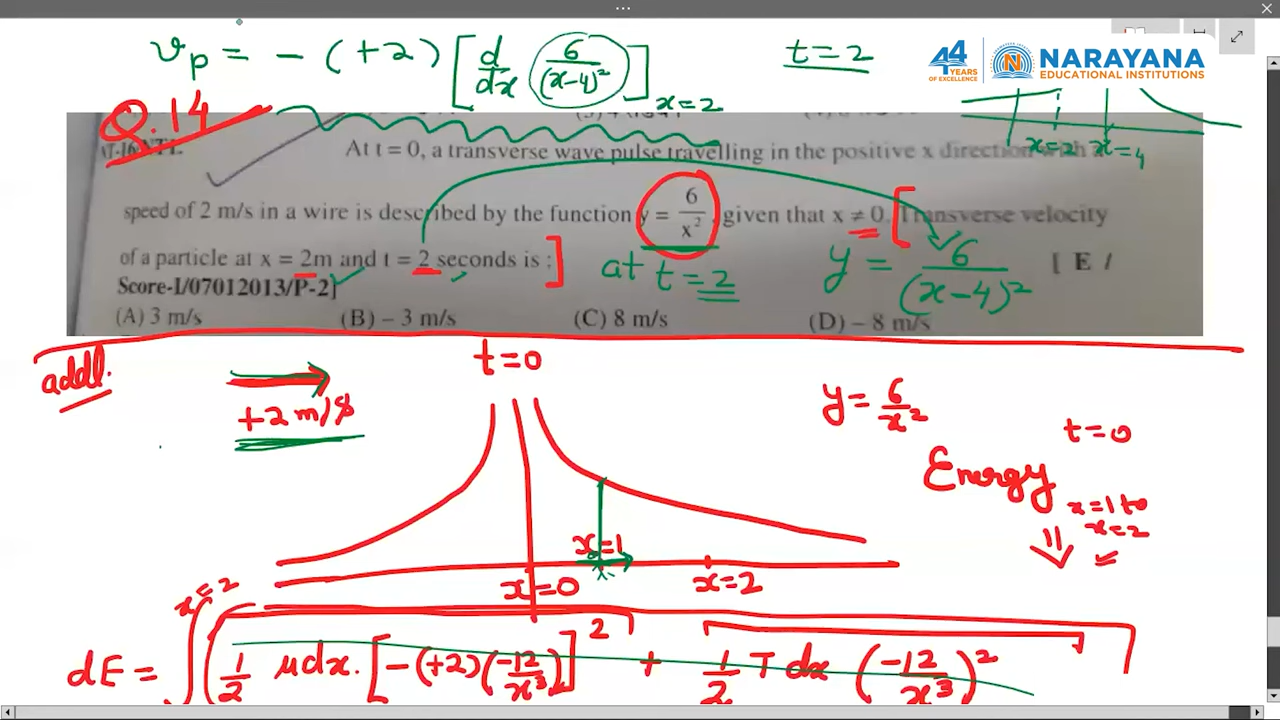 νp = - (+2) [ d/dx 6/(x-4)² ]x=2
t=2
44 YEARS OF EXCELLENCE
NARAYANA
EDUCATIONAL INSTITUTIONS
Q.14
x=2 x=4
At t = 0, a transverse wave pulse travelling in the positive x direction with a
speed of 2 m/s in a wire is described by the function y = 6/x², given that x ≠ 0. Transverse velocity
of a particle at x = 2m and t = 2 seconds is : [ E /
at t=2
y = 6/(x-4)²
Score-I/07012013/P-2]
(A) 3 m/s (B) – 3 m/s (C) 8 m/s (D) – 8 m/s
addl.
t=0
+2 m/s
y = 6/x²
t=0
Energy
x=1 to
x=2
x=1
x=0 x=2
x=2
dE = ∫ ( 1/2 μdx. [-(+2)(-12/x³)]² + 1/2 T dx (-12/x³)²